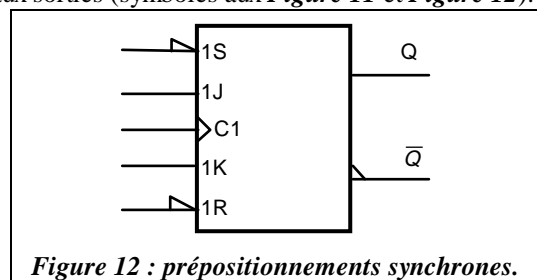 aux sorties (symboles aux Figure 11 et Figure 12).
1S
Q
1J
C1
1K
Q̅
1R
Figure 12 : prépositionnements synchrones.